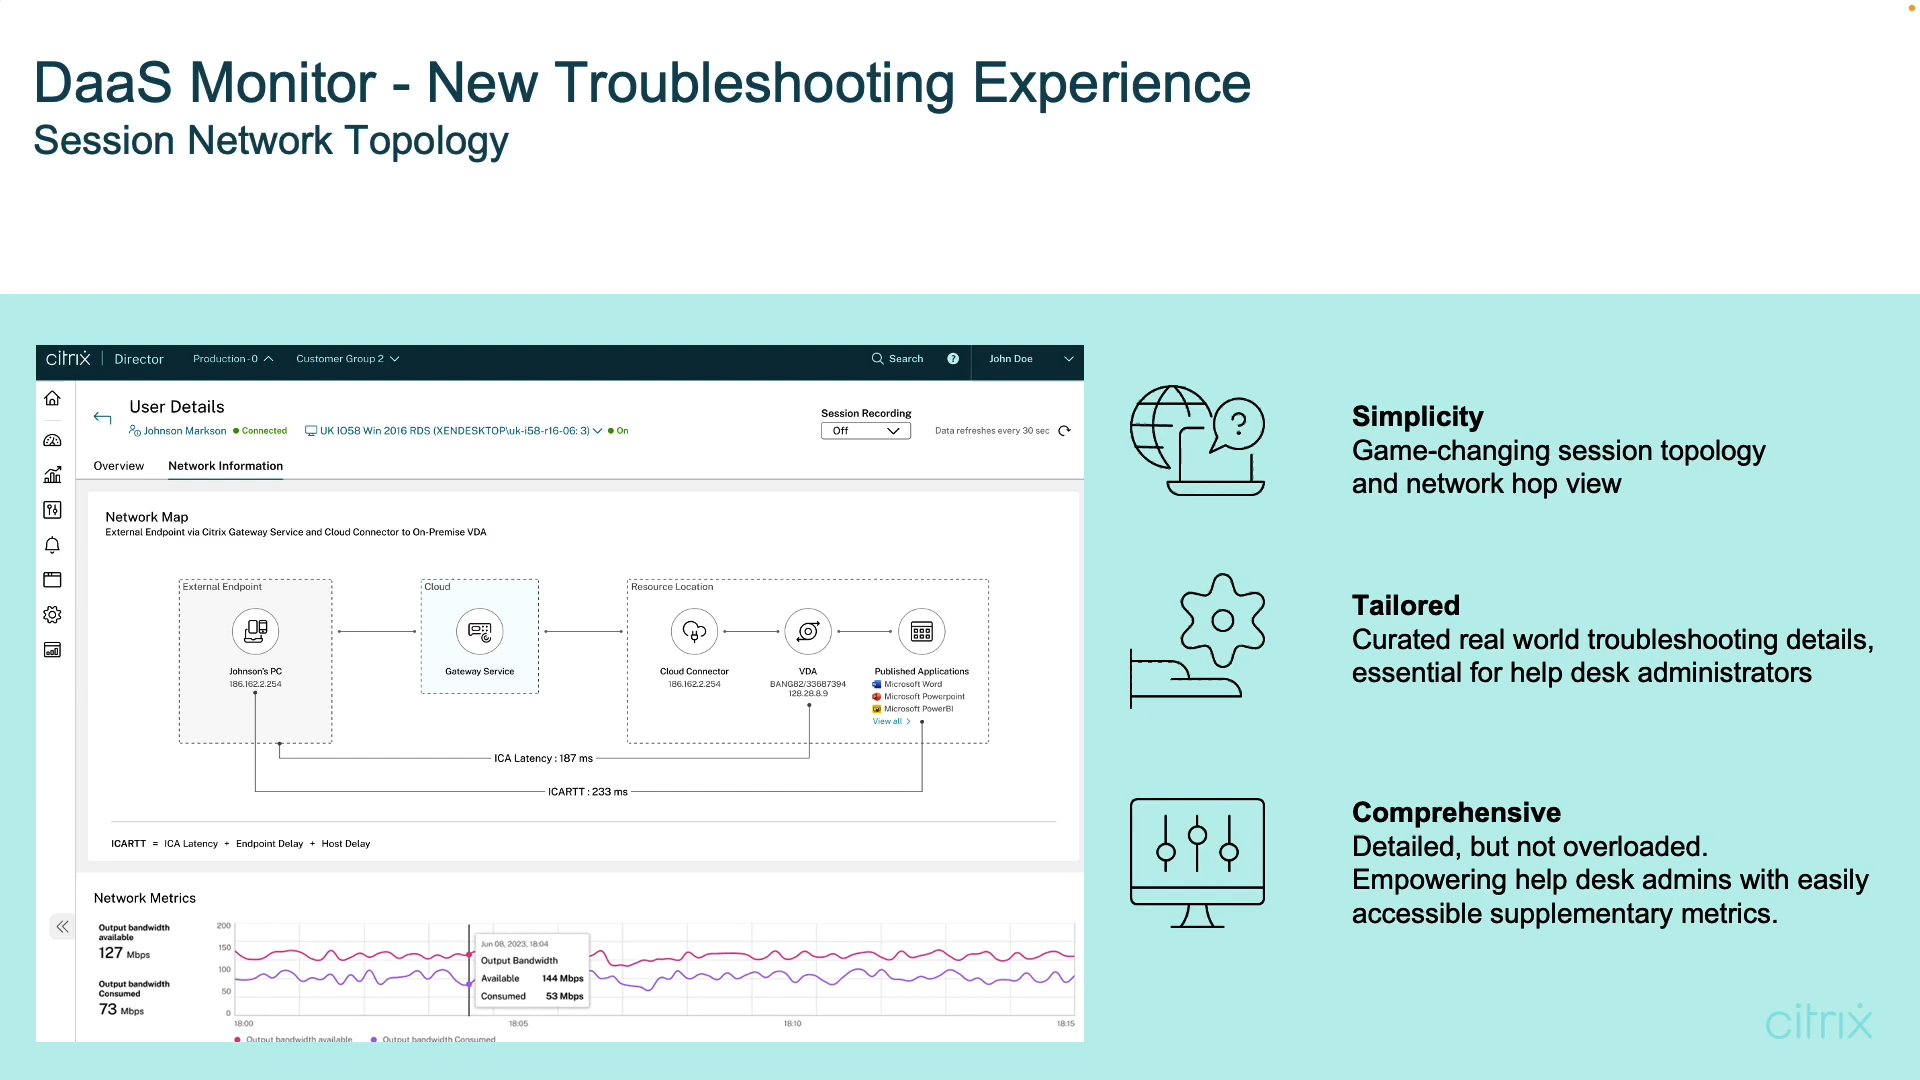 DaaS Monitor - New Troubleshooting Experience
Session Network Topology
citrix | Director Production-0 Customer Group 2 Search ? John Doe
User Details
Johnson Markson Connected UK IO58 Win 2016 RDS (XENDESKTOP\uk-i58-r16-06: 3) On
Session Recording
Off
Data refreshes every 30 sec
Overview Network Information
Network Map
External Endpoint via Citrix Gateway Service and Cloud Connector to On-Premise VDA
External Endpoint
Johnson's PC
186.162.2.254
Cloud
Gateway Service
Resource Location
Cloud Connector
186.162.2.254
VDA
BANG82/33687394
128.28.8.9
Published Applications
Microsoft Word
Microsoft Powerpoint
Microsoft PowerBI
View all >
ICA Latency : 187 ms
ICARTT : 233 ms
ICARTT = ICA Latency + Endpoint Delay + Host Delay
Network Metrics
Output bandwidth
available
127 Mbps
Output bandwidth
Consumed
73 Mbps
200
150
100
50
0
Jun 08, 2023, 18:04
Output Bandwidth
Available 144 Mbps
Consumed 53 Mbps
18:00 18:05 18:10 18:15
Output bandwidth available Output bandwidth Consumed
?
Simplicity
Game-changing session topology
and network hop view
Tailored
Curated real world troubleshooting details,
essential for help desk administrators
Comprehensive
Detailed, but not overloaded.
Empowering help desk admins with easily
accessible supplementary metrics.
citrix